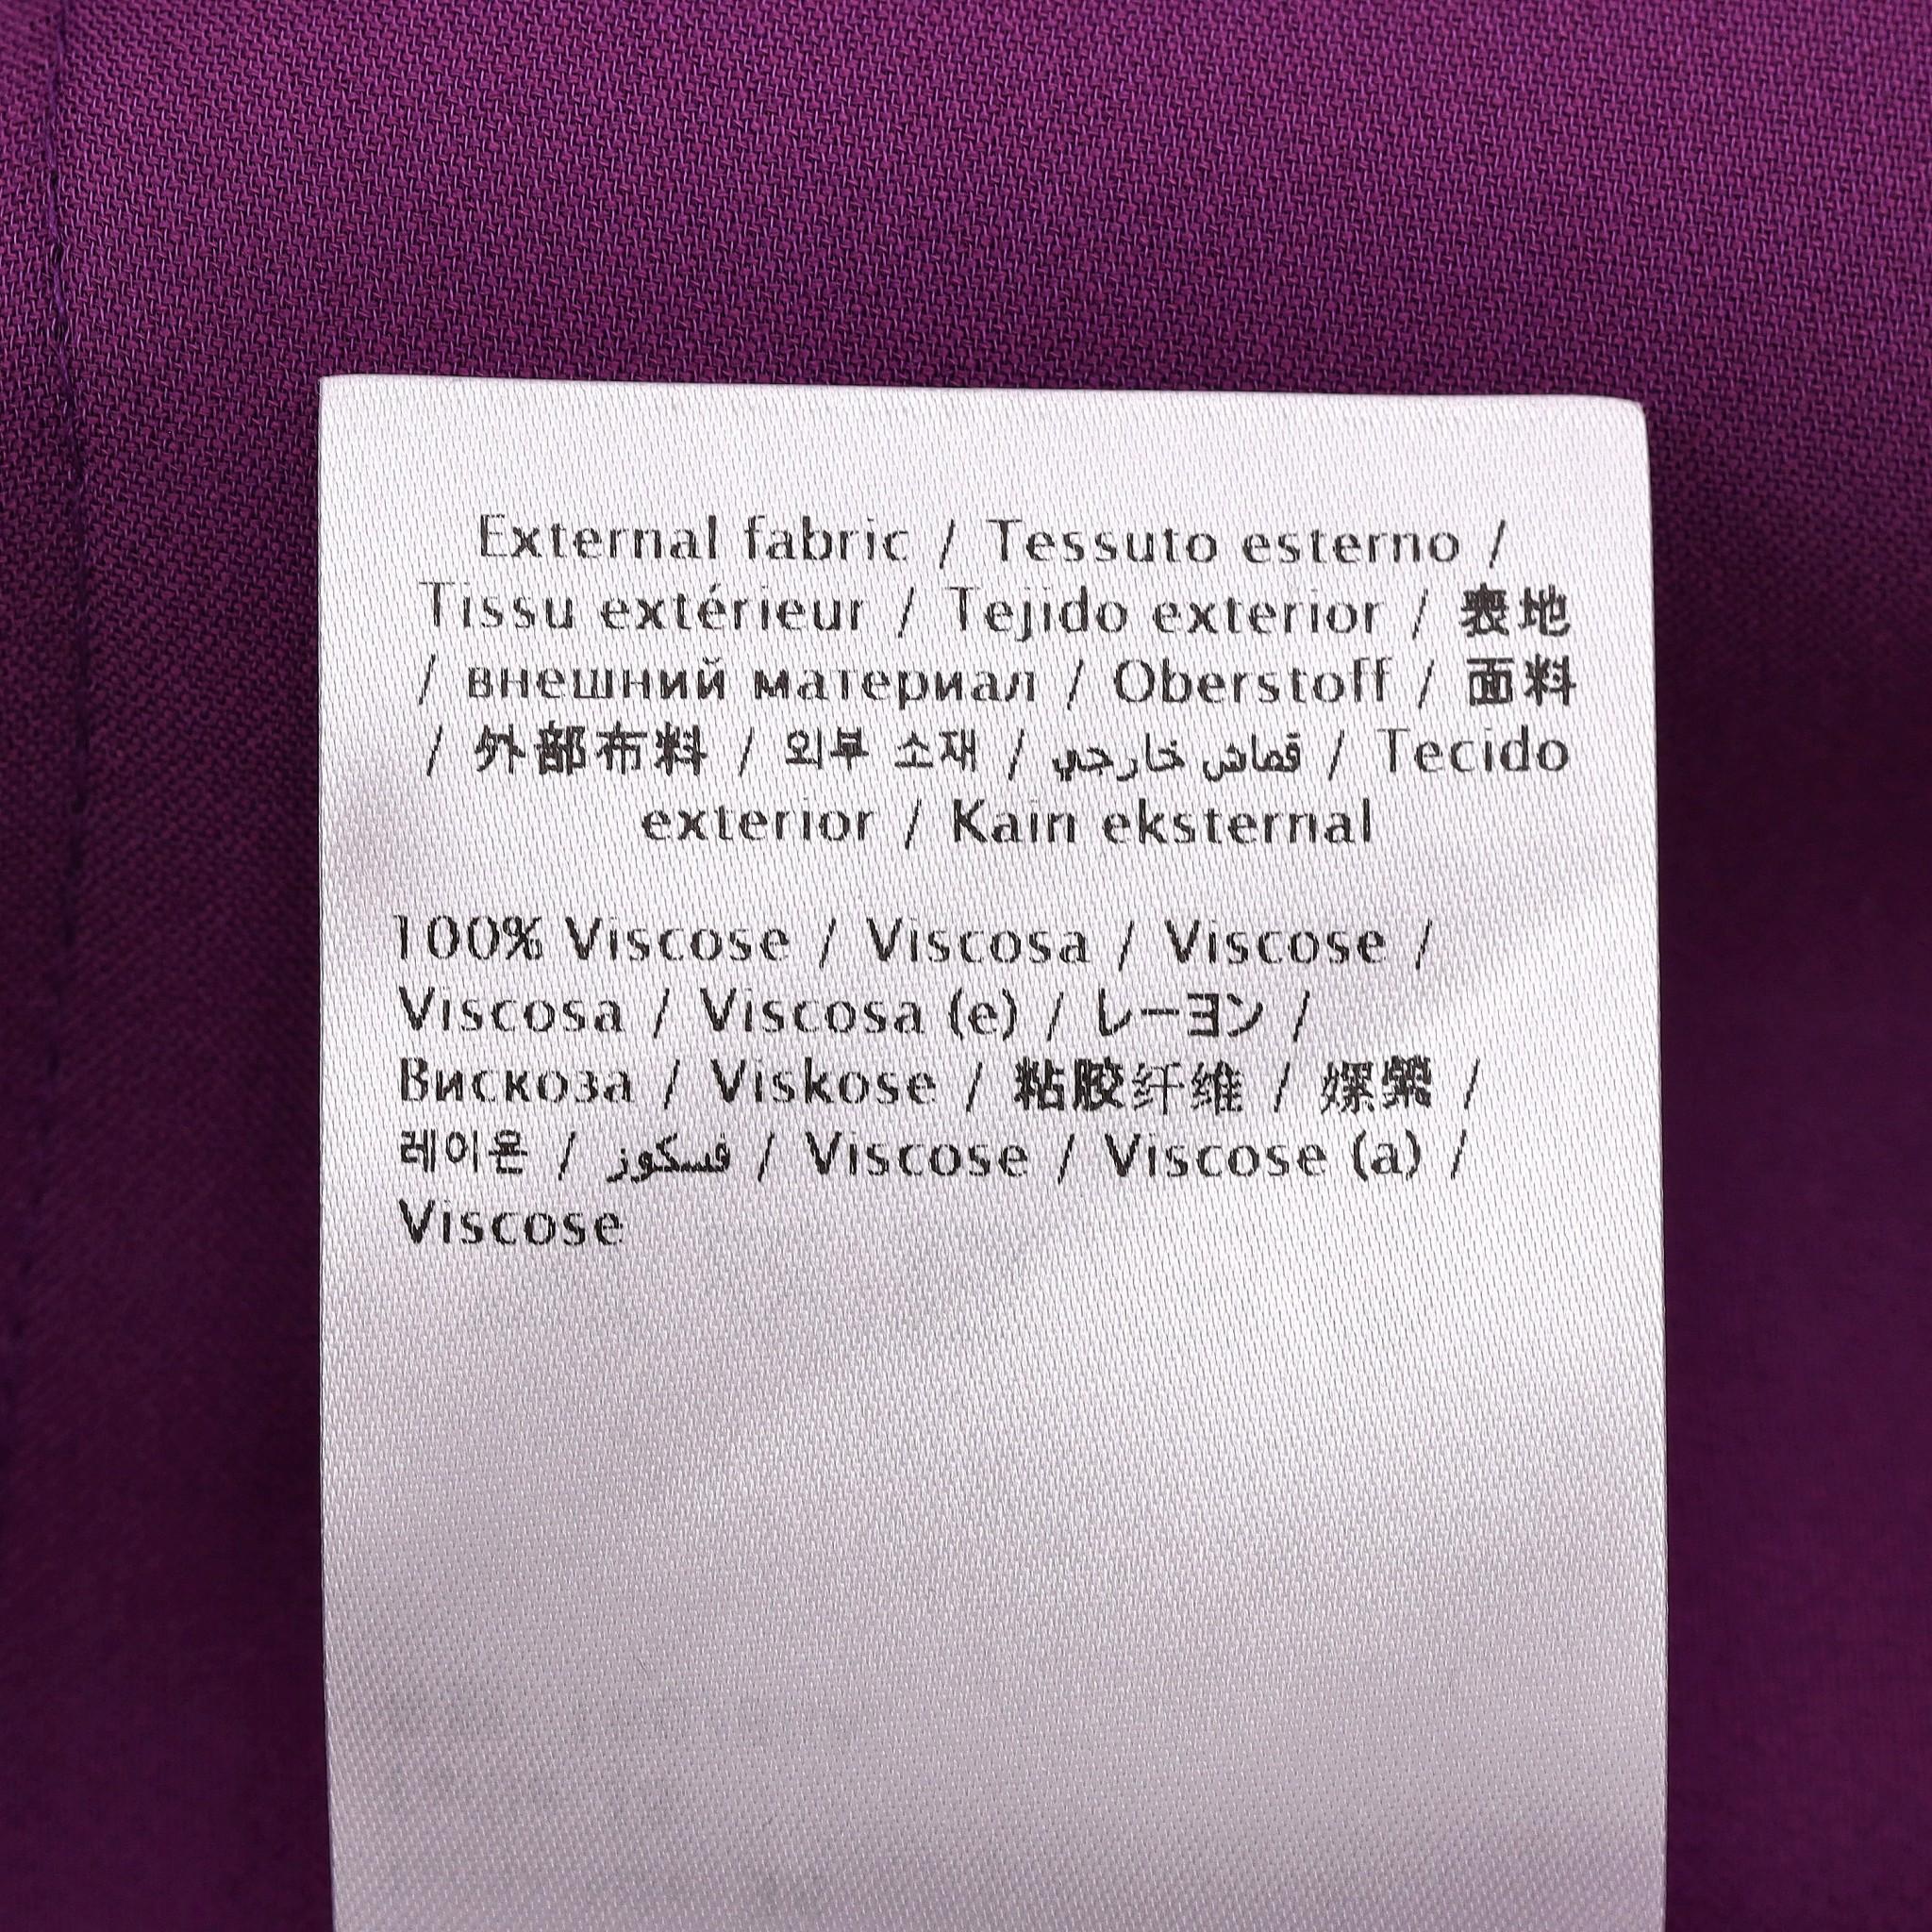 External fabric / Tessuto esterno /
Tissu extérieur / Tejido exterior / 表地
/ внешний материал / Oberstoff / 面料
/ 外部布料 / 외부 소재 / قماش خارجي / Tecido
exterior / Kain eksternal
100% Viscose / Viscosa / Viscose /
Viscosa / Viscosa (e) / レーヨン /
Вискоза / Viskose / 粘胶纤维 / 嫘縈 /
레이온 / فسكوز / Viscose / Viscose (a) /
Viscose